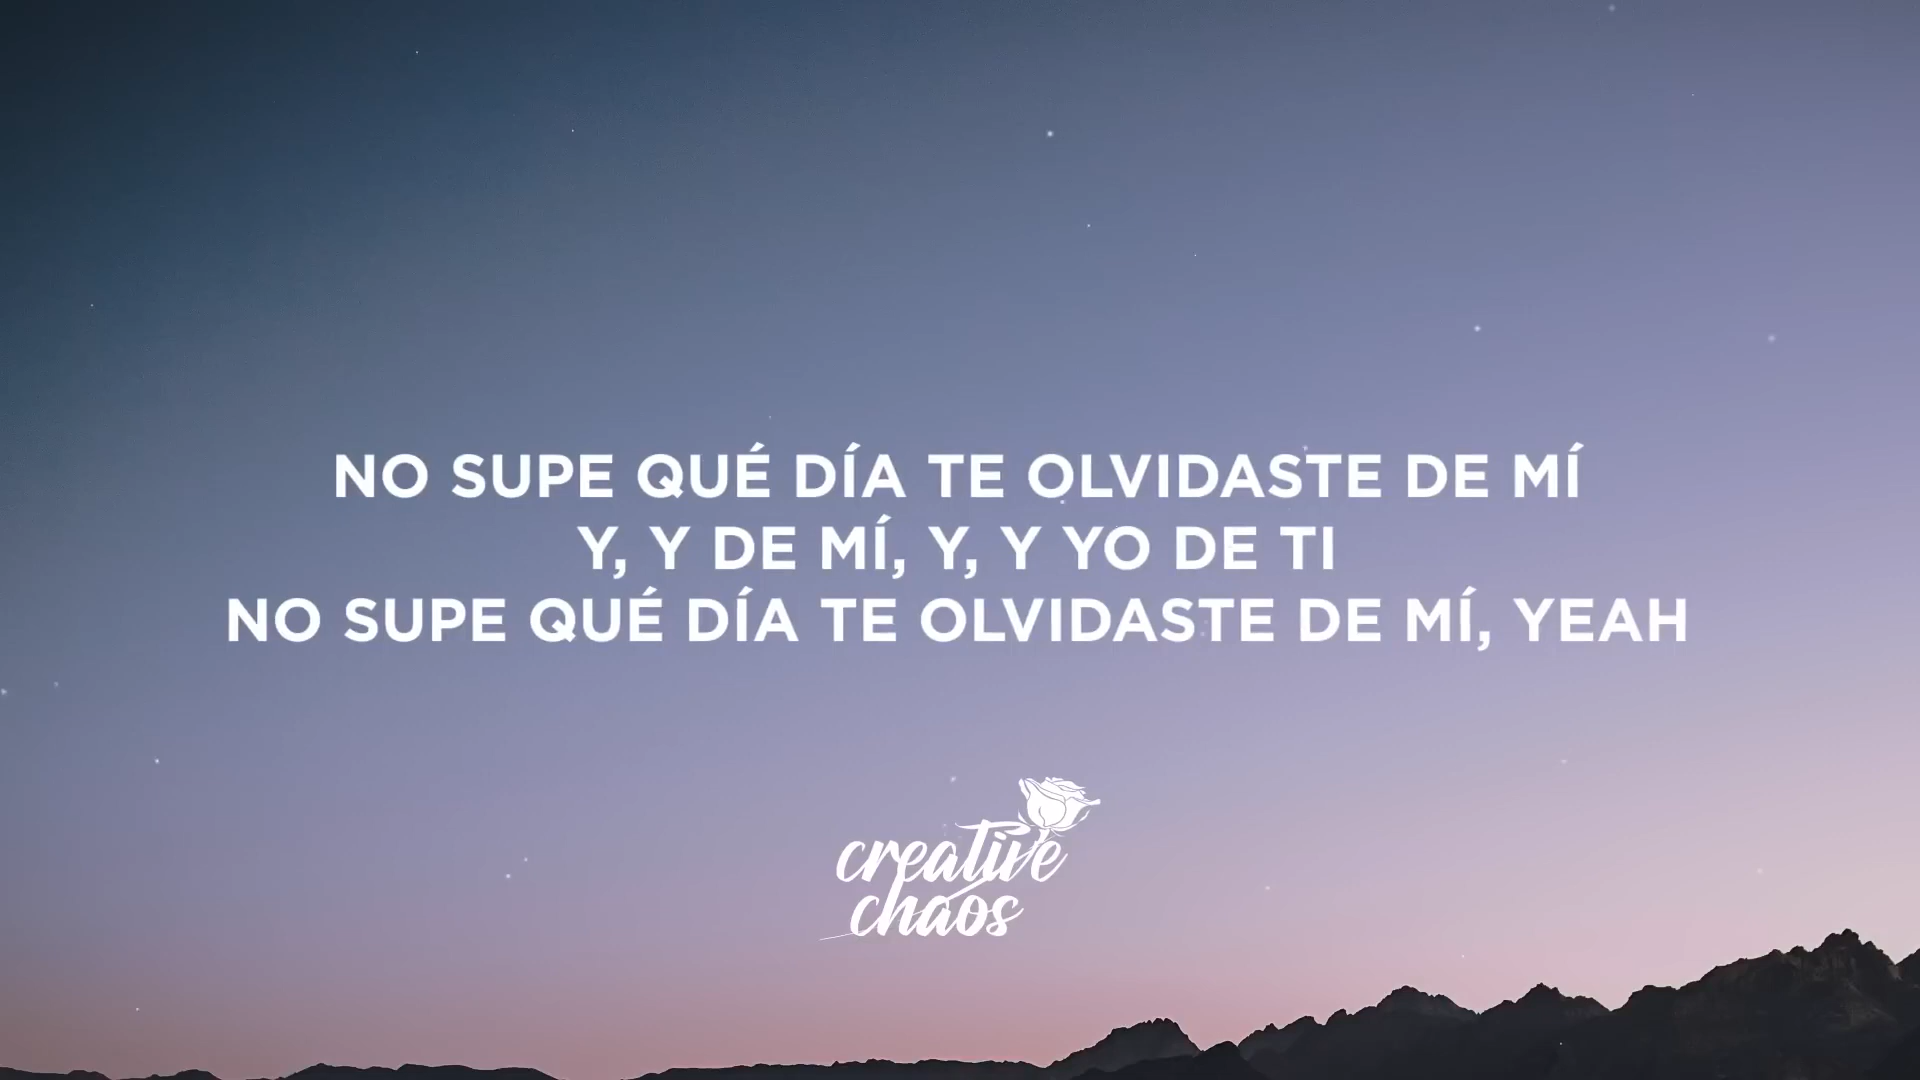 NO SUPE QUÉ DÍA TE OLVIDASTE DE MÍ
Y, Y DE MÍ, Y, Y YO DE TI
NO SUPE QUÉ DÍA TE OLVIDASTE DE MÍ, YEAH
creative
chaos